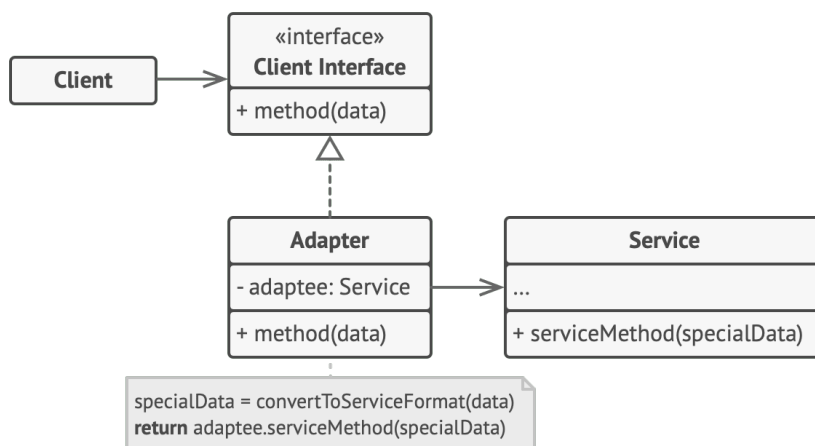 Client
«interface»
Client Interface
+ method(data)
Adapter
- adaptee: Service
+ method(data)
Service
...
+ serviceMethod(specialData)
specialData = convertToServiceFormat(data)
return adaptee.serviceMethod(specialData)